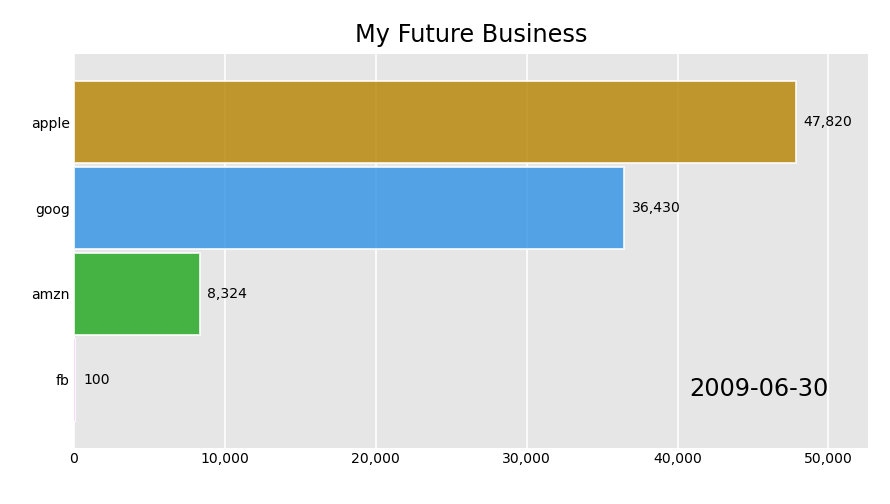 My Future Business
apple 47,820
goog 36,430
amzn 8,324
fb 100
2009-06-30
0 10,000 20,000 30,000 40,000 50,000